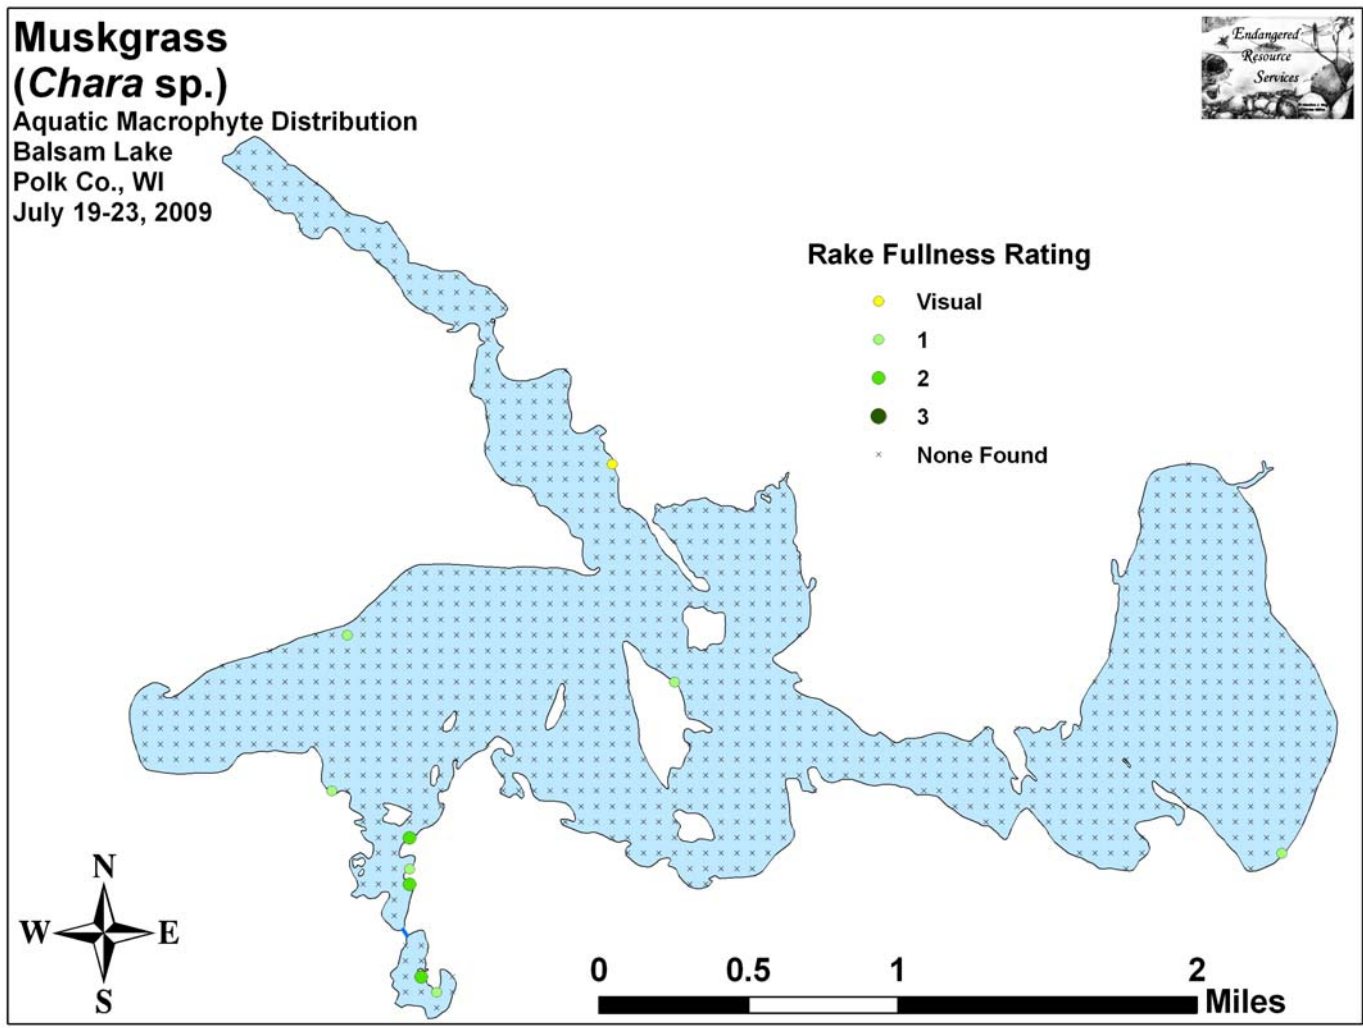 Muskgrass
(Chara sp.)
Aquatic Macrophyte Distribution
Balsam Lake
Polk Co., WI
July 19-23, 2009
Endangered
Resource
Services
Rake Fullness Rating
Visual
1
2
3
None Found
N
W E
S
0 0.5 1 2
Miles